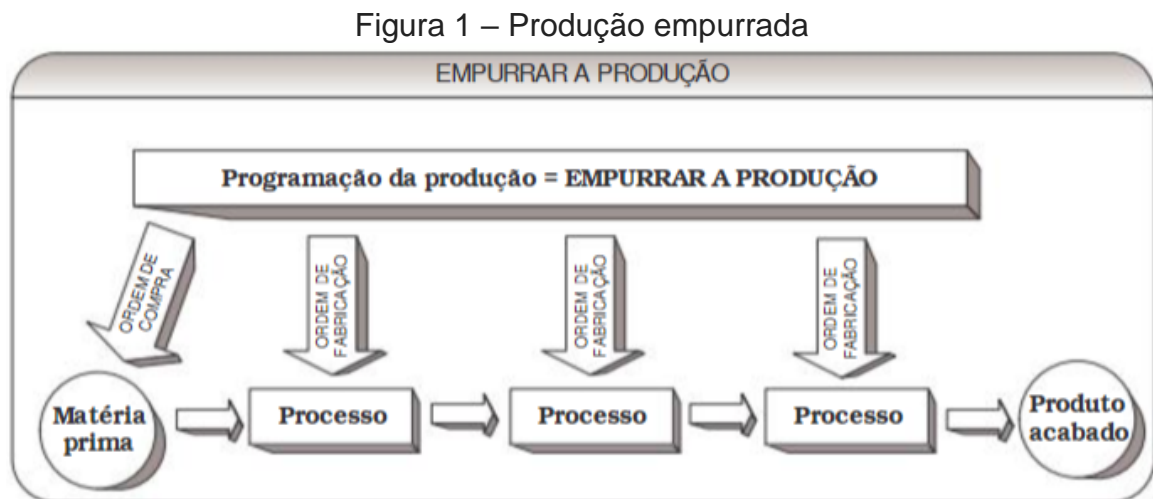 Figura 1 – Produção empurrada
EMPURRAR A PRODUÇÃO
Programação da produção = EMPURRAR A PRODUÇÃO
ORDEM DE
COMPRA
ORDEM DE
FABRICAÇÃO
ORDEM DE
FABRICAÇÃO
ORDEM DE
FABRICAÇÃO
Matéria
prima
Processo
Processo
Processo
Produto
acabado